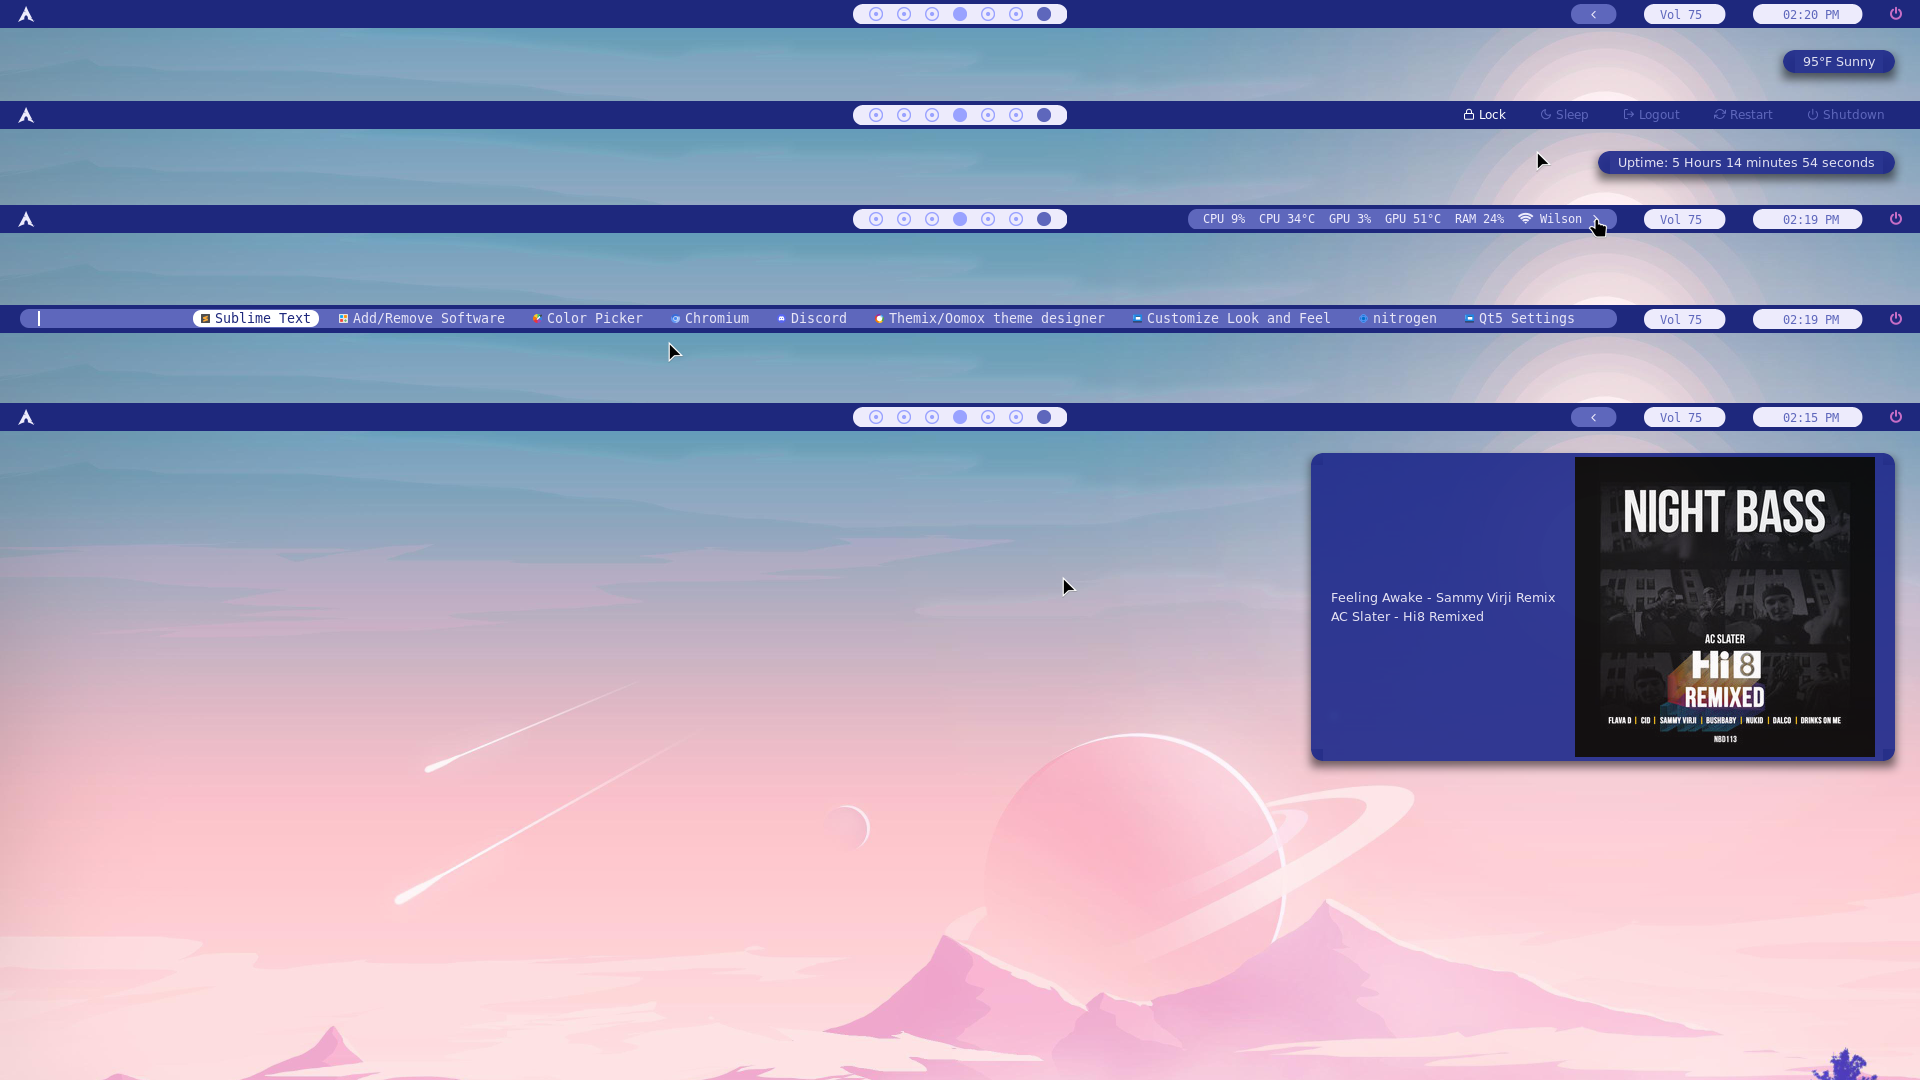 Vol 75 02:20 PM
95°F Sunny
Lock Sleep Logout Restart Shutdown
Uptime: 5 Hours 14 minutes 54 seconds
CPU 9% CPU 34°C GPU 3% GPU 51°C RAM 24% Wilson Vol 75 02:19 PM
Sublime Text Add/Remove Software Color Picker Chromium Discord Themix/Oomox theme designer Customize Look and Feel nitrogen Qt5 Settings Vol 75 02:19 PM
Vol 75 02:15 PM
Feeling Awake - Sammy Virji Remix
AC Slater - Hi8 Remixed
NIGHT BASS
AC SLATER
Hi8
REMIXED
FLAVA D | CID | SAMMY VIRJI | BUSHBABY | NUKID | DALCO | DRINKS ON ME
NBD113